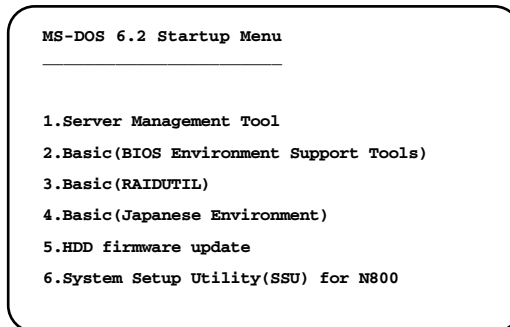 MS-DOS 6.2 Startup Menu
1.Server Management Tool
2.Basic(BIOS Environment Support Tools)
3.Basic(RAIDUTIL)
4.Basic(Japanese Environment)
5.HDD firmware update
6.System Setup Utility(SSU) for N800